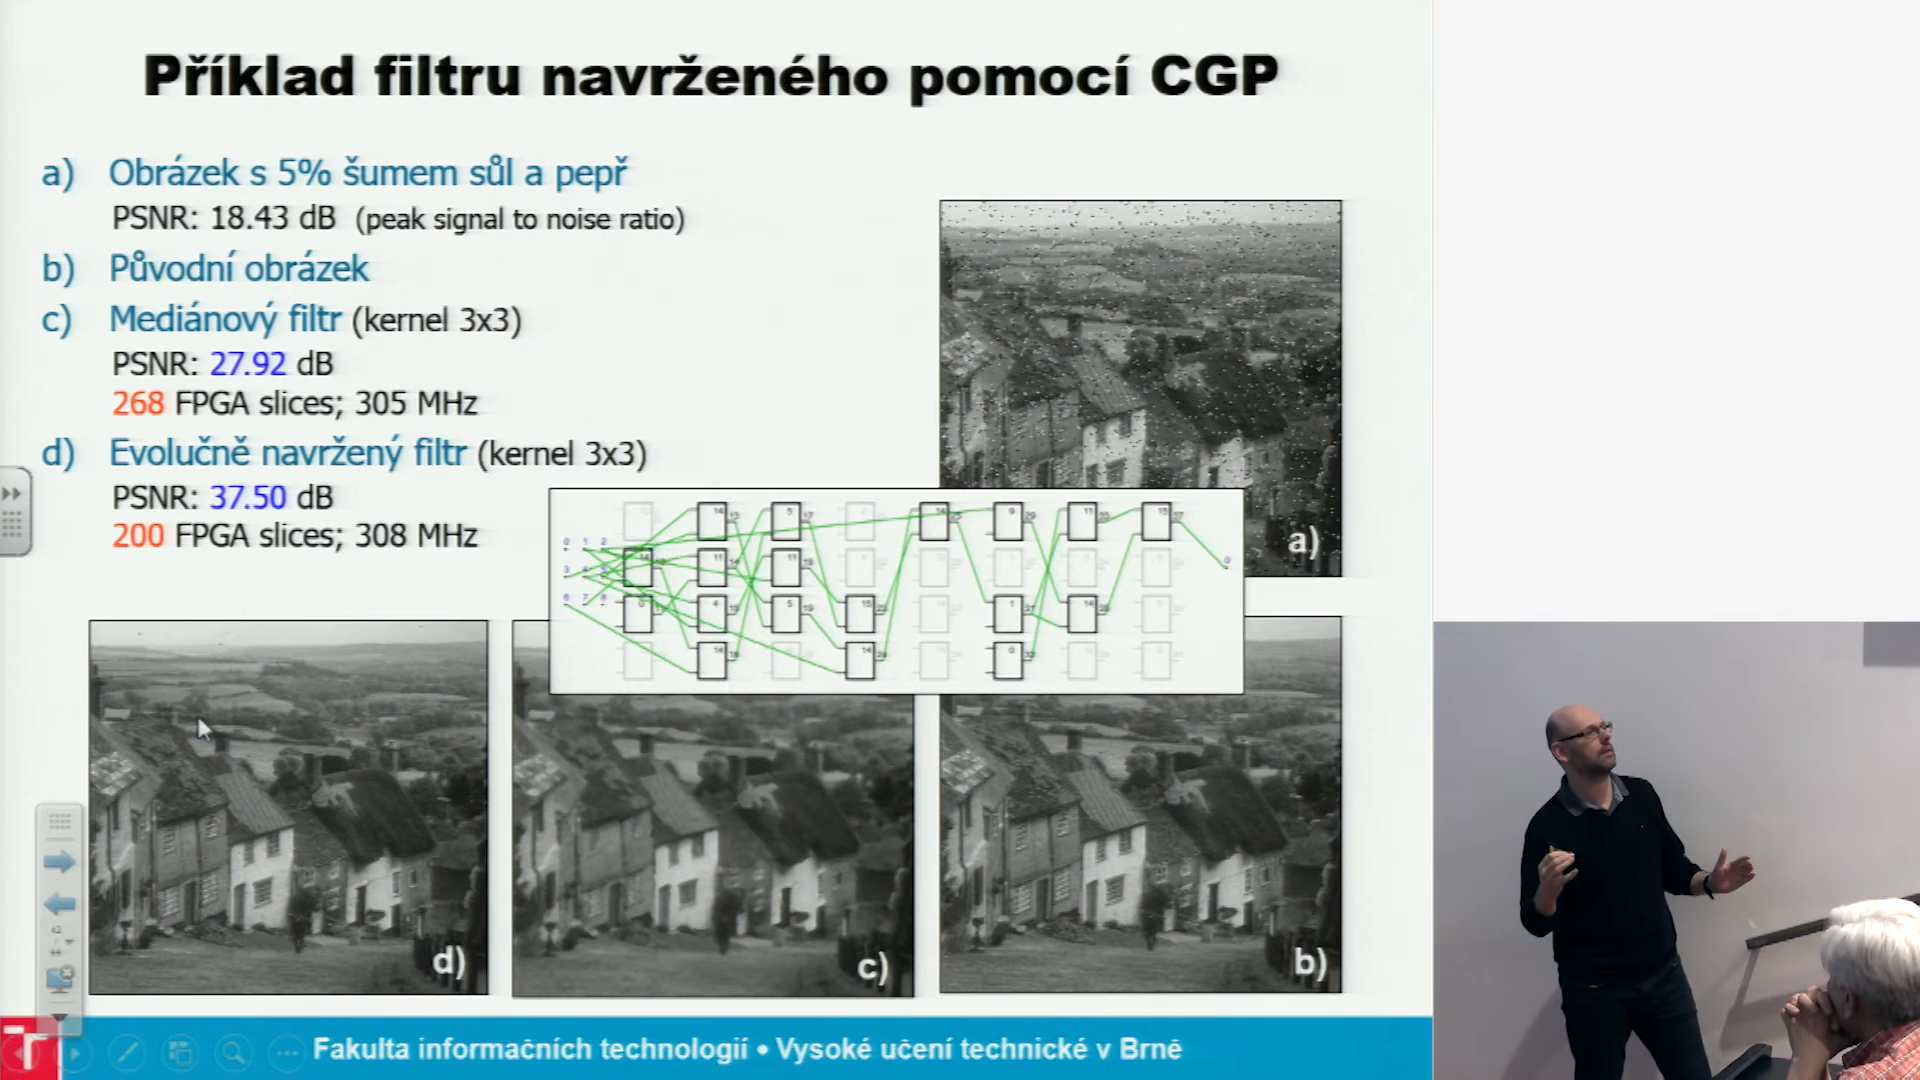 Příklad filtru navrženého pomocí CGP
a) Obrázek s 5% šumem sůl a pepř
PSNR: 18.43 dB (peak signal to noise ratio)
b) Původní obrázek
c) Mediánový filtr (kernel 3x3)
PSNR: 27.92 dB
268 FPGA slices; 305 MHz
d) Evolučně navržený filtr (kernel 3x3)
PSNR: 37.50 dB
200 FPGA slices; 308 MHz
a)
d)
c)
b)
Fakulta informačních technologií • Vysoké učení technické v Brně